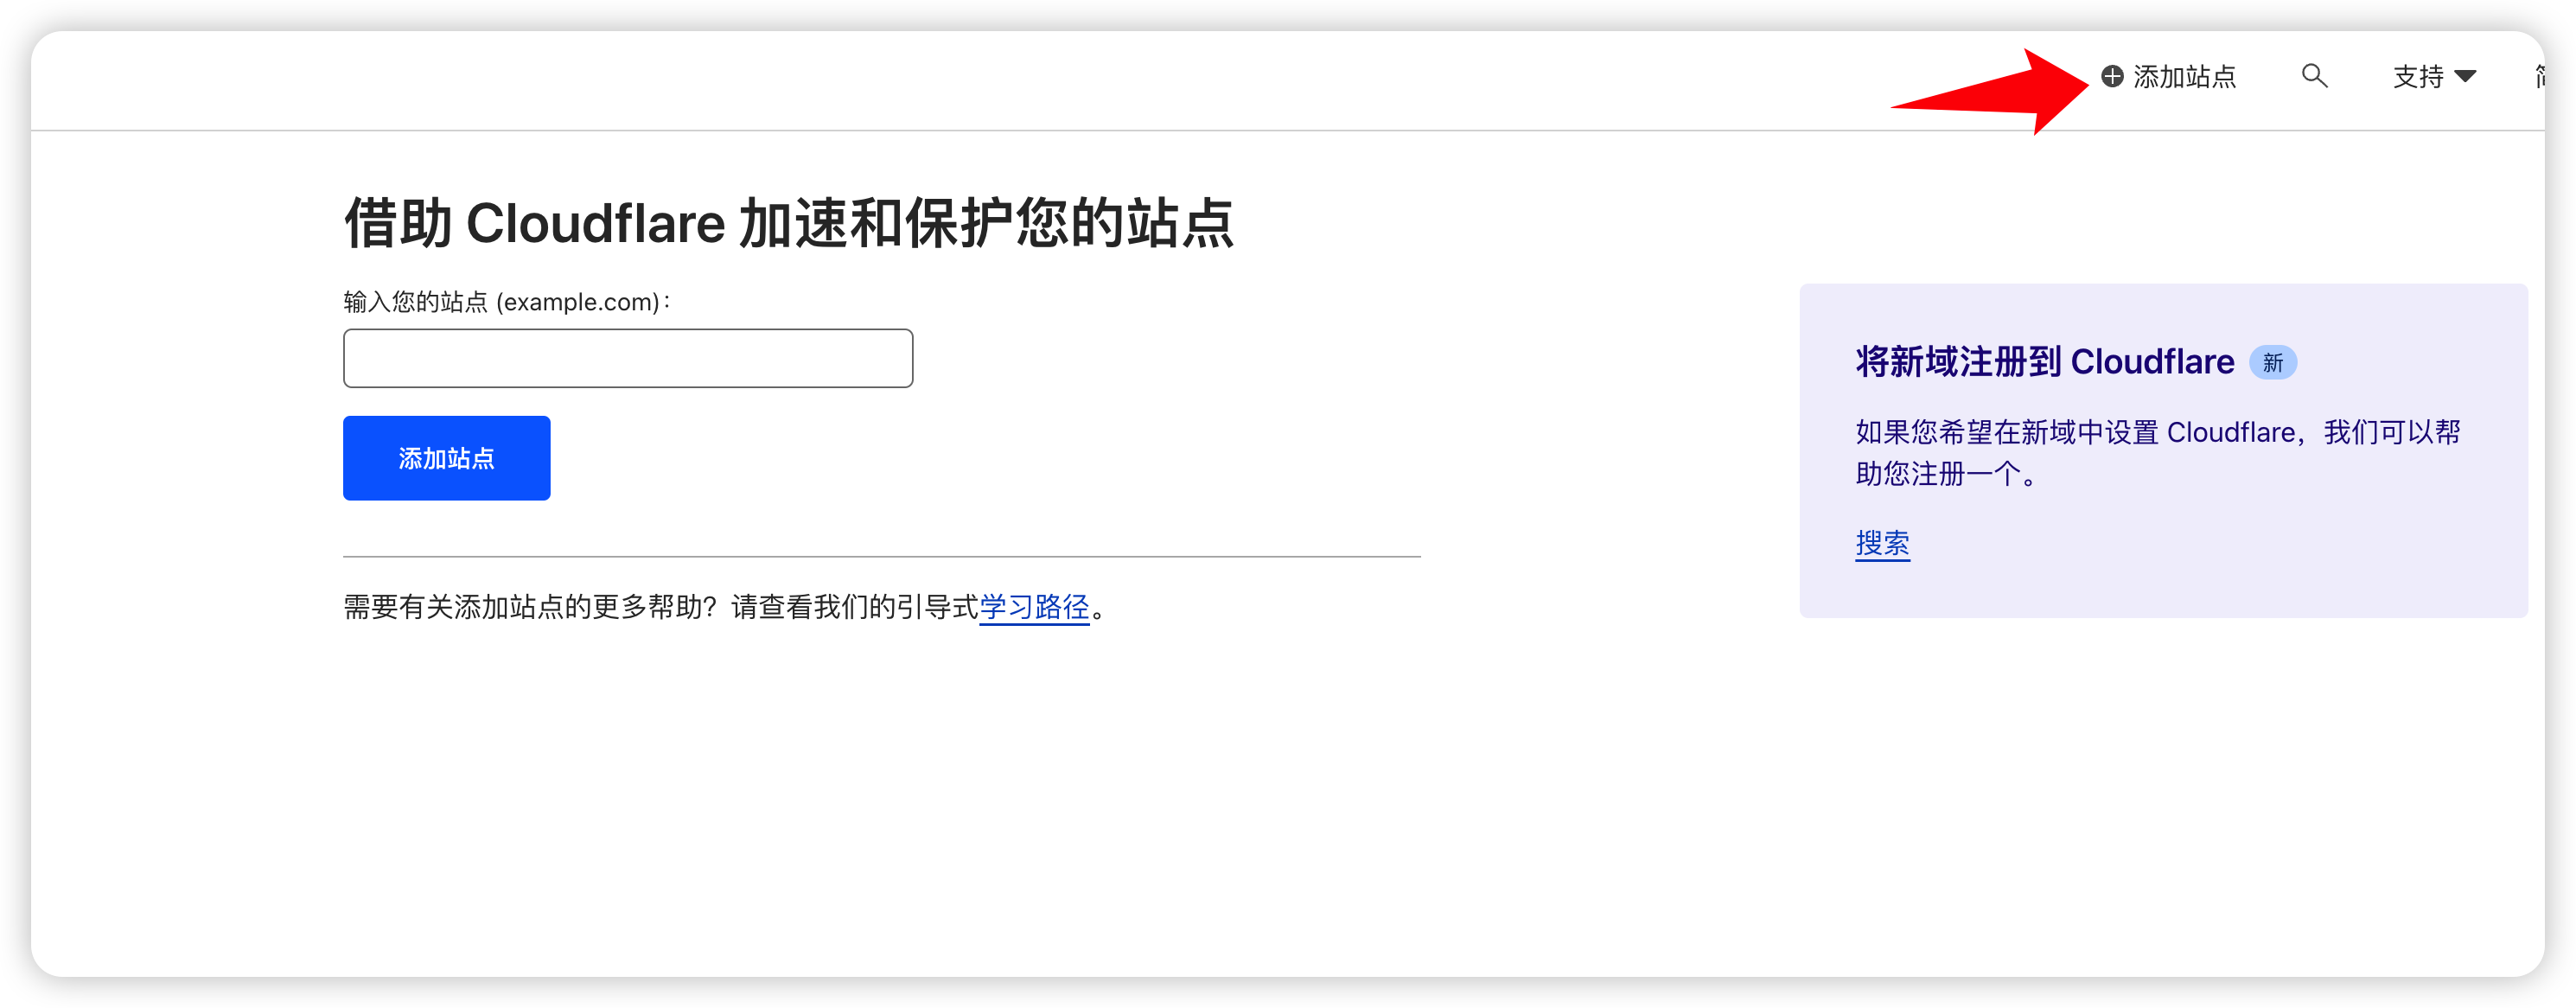 添加站点
支持
借助 Cloudflare 加速和保护您的站点
输入您的站点 (example.com)：
添加站点
需要有关添加站点的更多帮助？请查看我们的引导式学习路径。
将新域注册到 Cloudflare 新
如果您希望在新域中设置 Cloudflare，我们可以帮
助您注册一个。
搜索